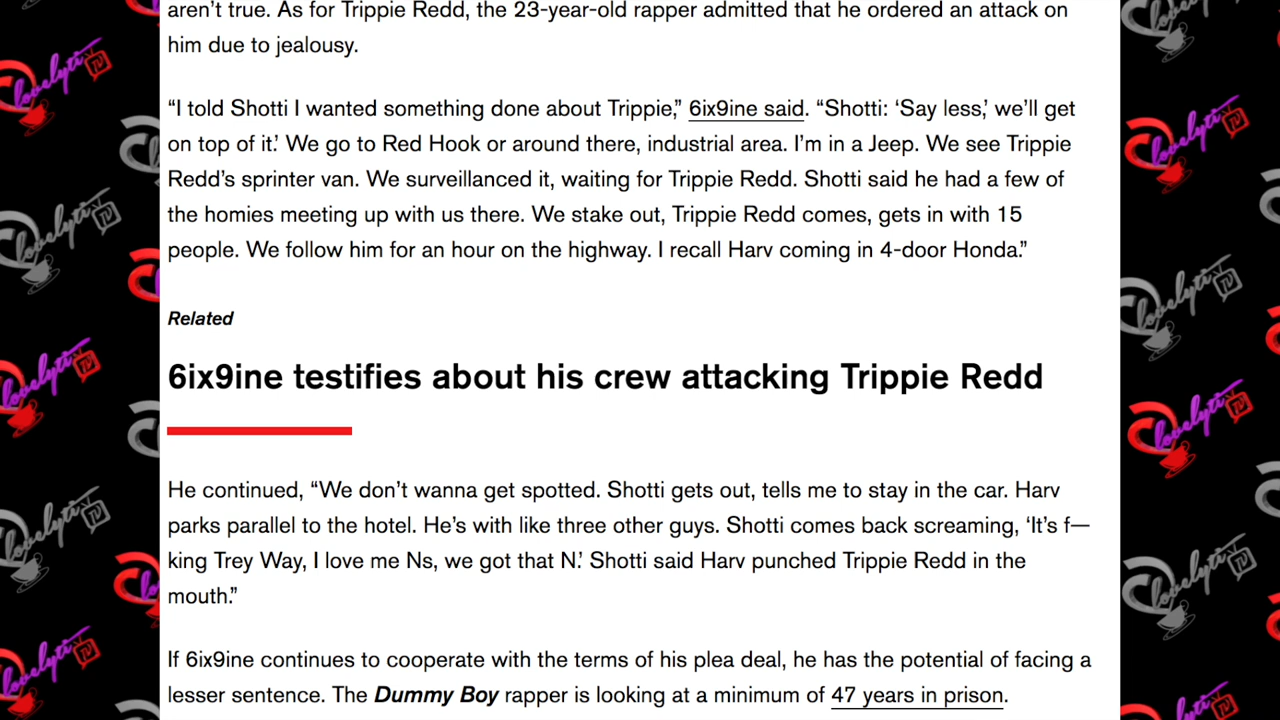 aren’t true. As for Trippie Redd, the 23-year-old rapper admitted that he ordered an attack on
him due to jealousy.
“I told Shotti I wanted something done about Trippie,” 6ix9ine said. “Shotti: ‘Say less,’ we’ll get
on top of it.’ We go to Red Hook or around there, industrial area. I’m in a Jeep. We see Trippie
Redd’s sprinter van. We surveillanced it, waiting for Trippie Redd. Shotti said he had a few of
the homies meeting up with us there. We stake out, Trippie Redd comes, gets in with 15
people. We follow him for an hour on the highway. I recall Harv coming in 4-door Honda.”
Related
6ix9ine testifies about his crew attacking Trippie Redd
He continued, “We don’t wanna get spotted. Shotti gets out, tells me to stay in the car. Harv
parks parallel to the hotel. He’s with like three other guys. Shotti comes back screaming, ‘It’s f—
king Trey Way, I love me Ns, we got that N.’ Shotti said Harv punched Trippie Redd in the
mouth.”
If 6ix9ine continues to cooperate with the terms of his plea deal, he has the potential of facing a
lesser sentence. The Dummy Boy rapper is looking at a minimum of 47 years in prison.
lovelyti TV